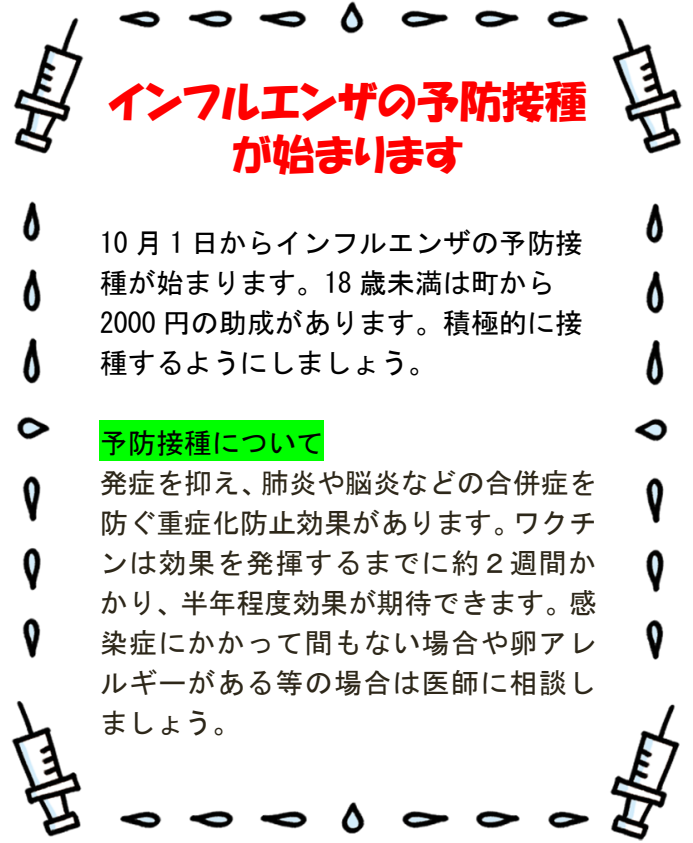 インフルエンザの予防接種
が始まります
10月1日からインフルエンザの予防接
種が始まります。18歳未満は町から
2000円の助成があります。積極的に接
種するようにしましょう。
予防接種について
発症を抑え、肺炎や脳炎などの合併症を
防ぐ重症化防止効果があります。ワクチ
ンは効果を発揮するまでに約２週間か
かり、半年程度効果が期待できます。感
染症にかかって間もない場合や卵アレ
ルギーがある等の場合は医師に相談し
ましょう。